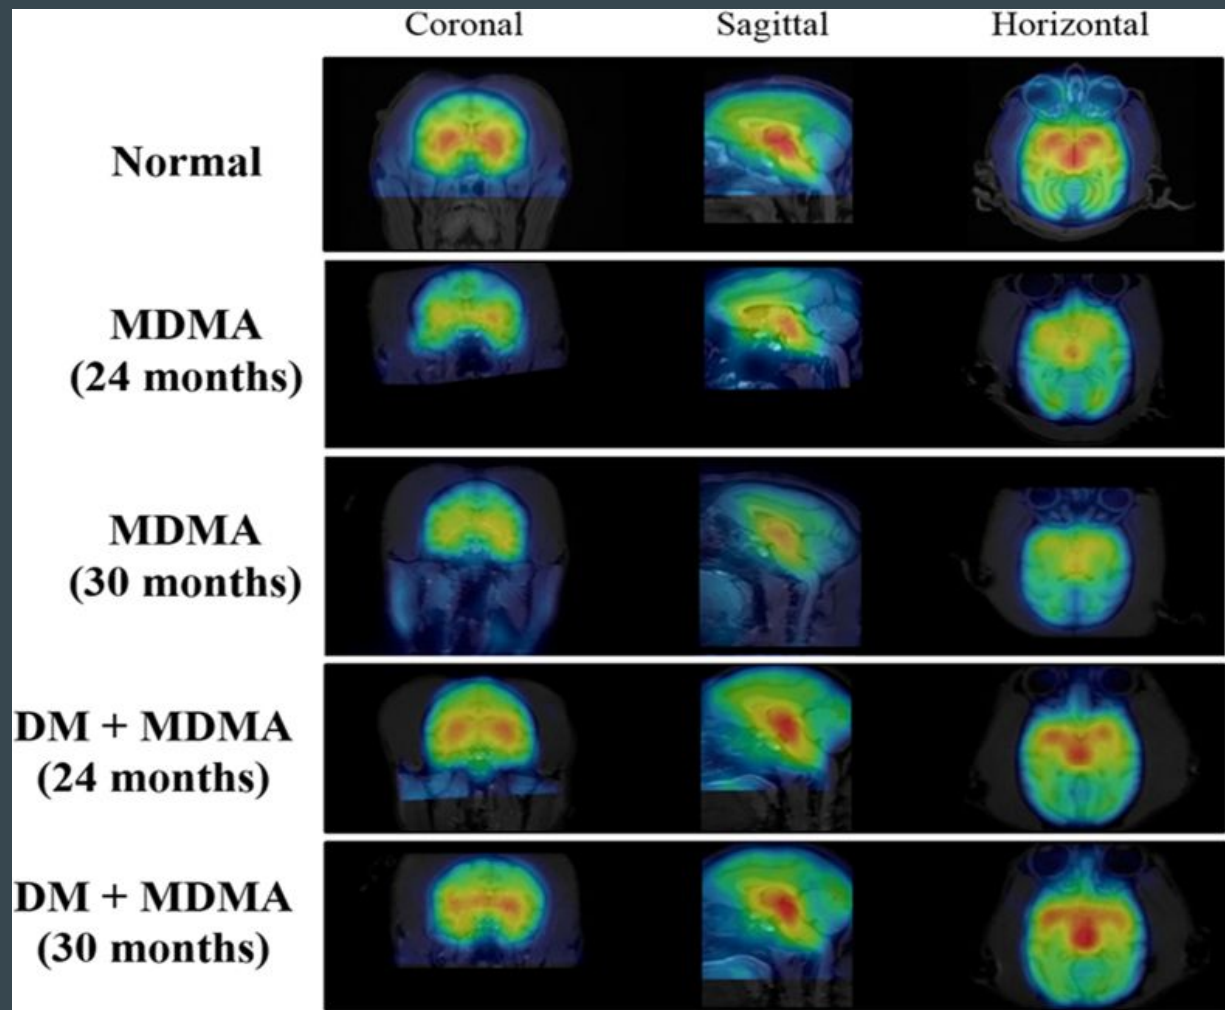 Coronal Sagittal Horizontal
Normal
MDMA
(24 months)
MDMA
(30 months)
DM + MDMA
(24 months)
DM + MDMA
(30 months)